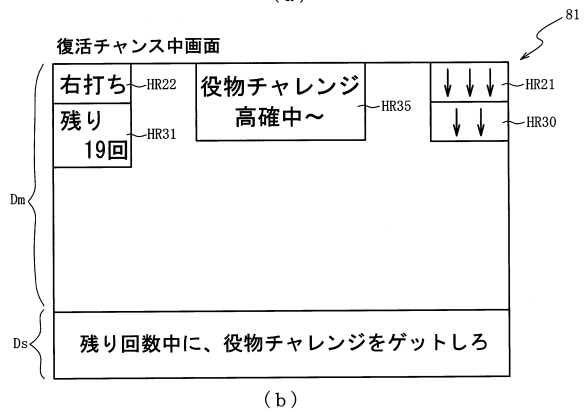 81
復活チャンス中画面
右打ち
HR22
役物チャレンジ
高確中～
HR35
↓↓↓
HR21
残り
19回
HR31
↓↓
HR30
Dm
Ds
残り回数中に、役物チャレンジをゲットしろ
(b)